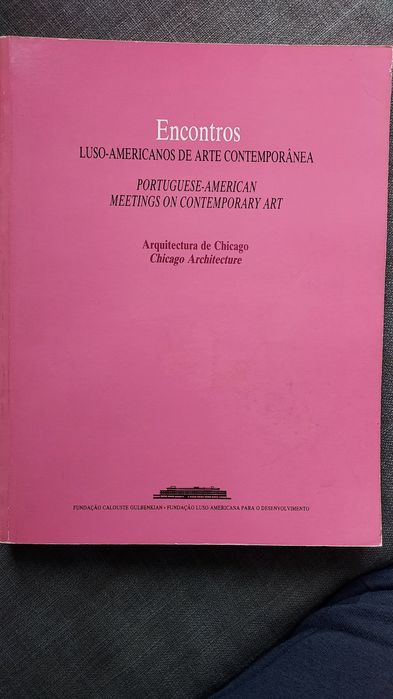 Encontros
LUSO-AMERICANOS DE ARTE CONTEMPORÂNEA
PORTUGUESE-AMERICAN
MEETINGS ON CONTEMPORARY ART
Arquitectura de Chicago
Chicago Architecture
FUNDAÇÃO CALOUSTE GULBENKIAN • FUNDAÇÃO LUSO-AMERICANA PARA O DESENVOLVIMENTO